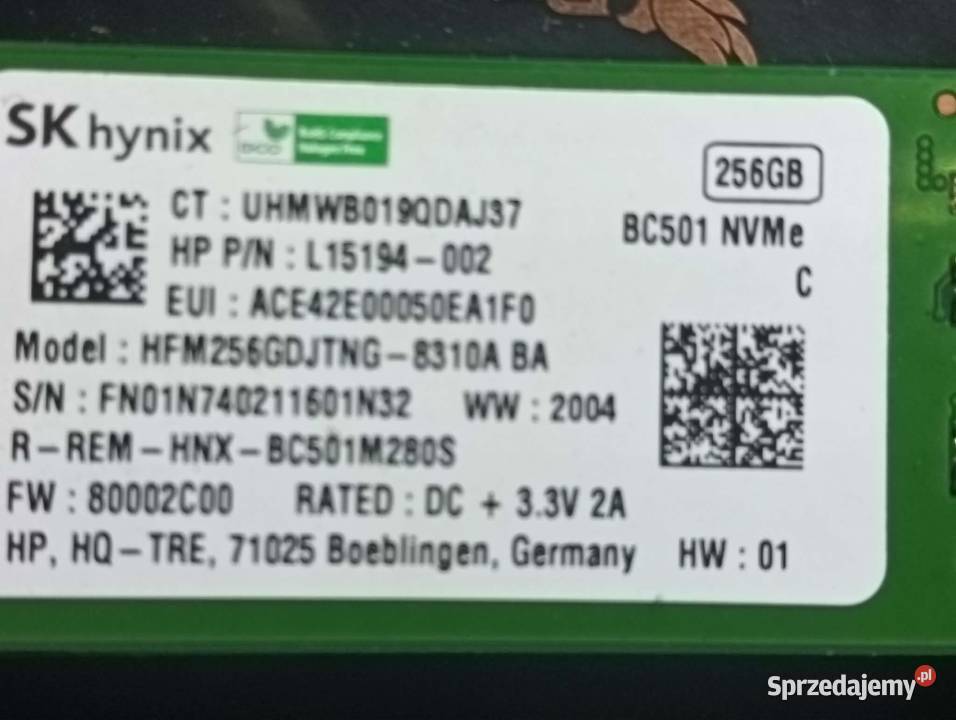 SK hynix
256GB
CT : UHMWB019QDAJ37
BC501 NVMe
HP P/N : L15194-002
C
EUI : ACE42E00050EA1F0
Model : HFM256GDJTNG-8310A BA
S/N : FN01N740211601N32 WW : 2004
R-REM-HNX-BC501M280S
FW : 80002C00 RATED : DC + 3.3V 2A
HP, HQ-TRE, 71025 Boeblingen, Germany HW : 01
Sprzedajemy.pl